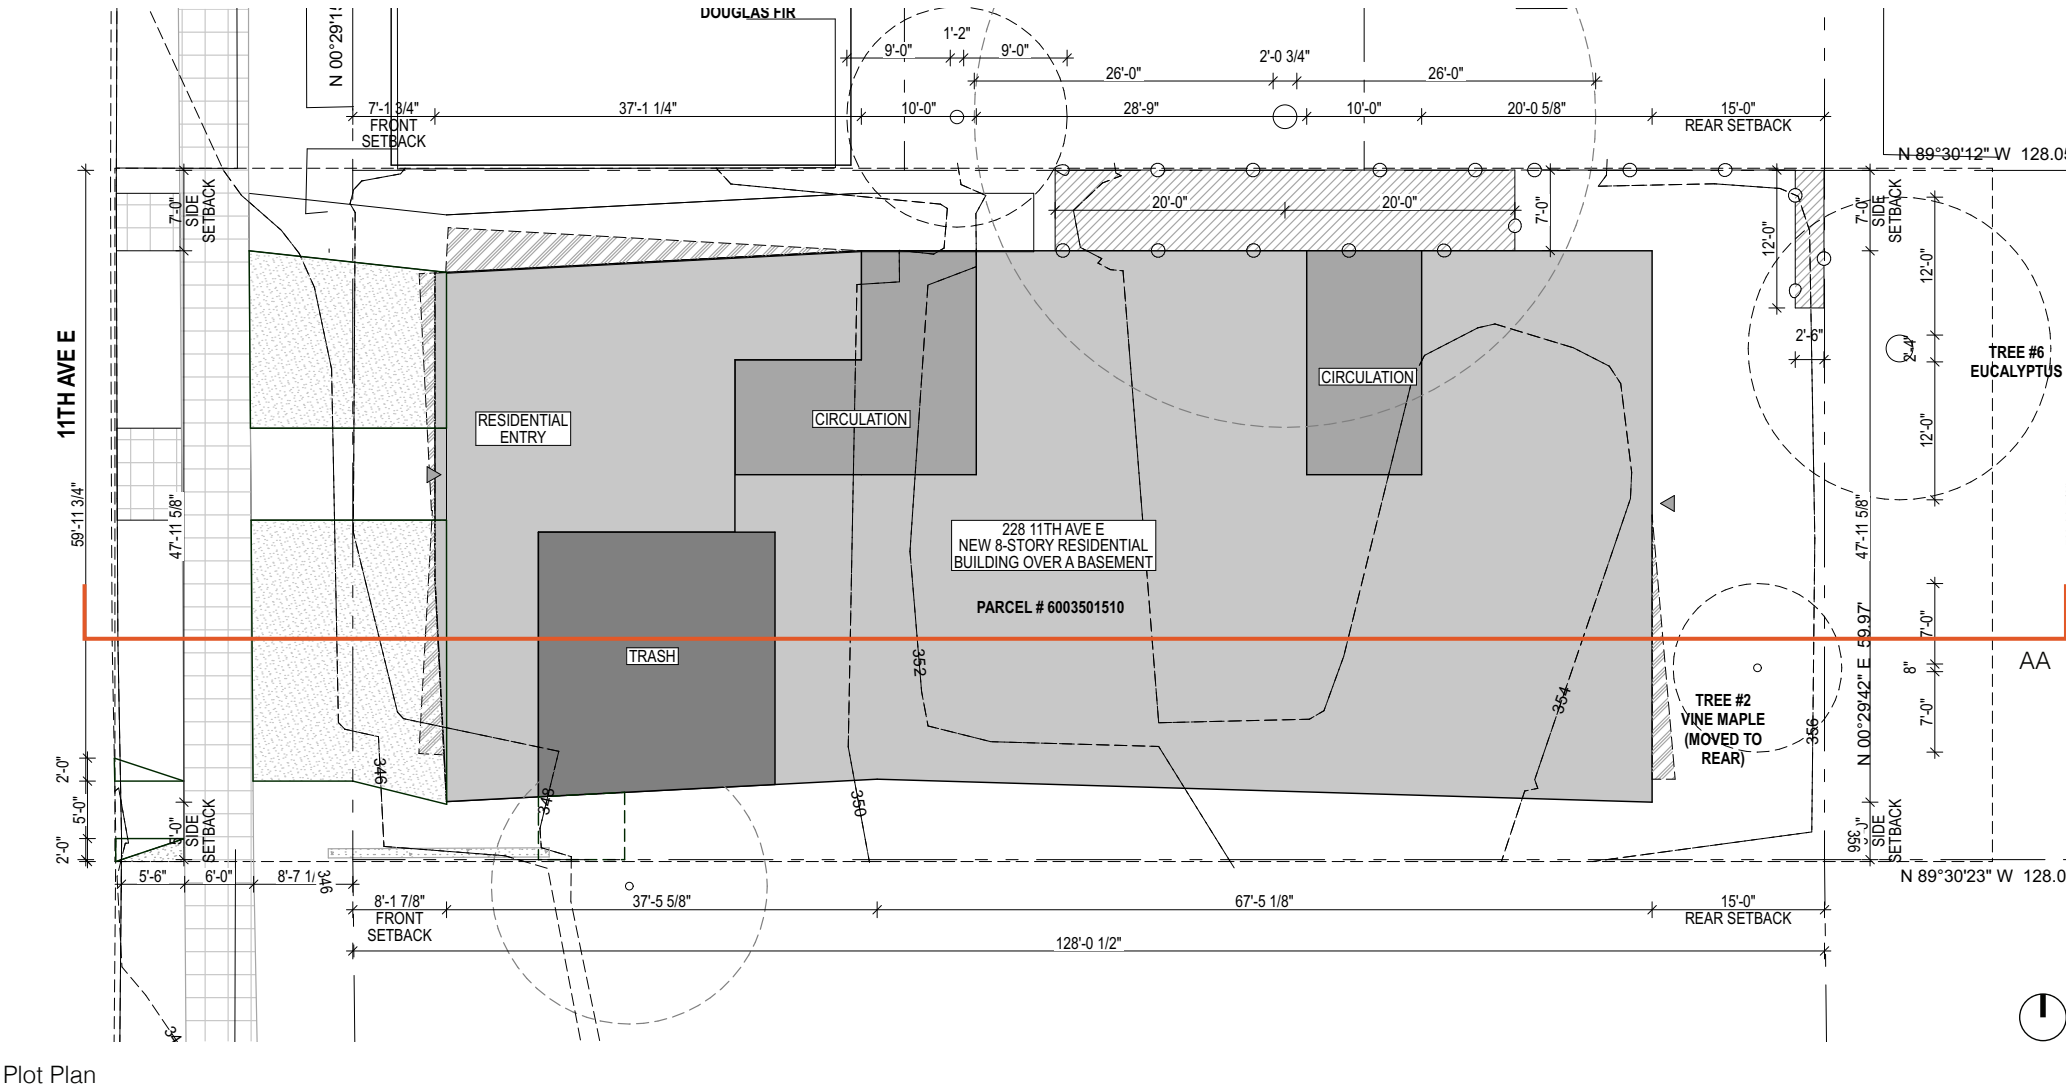 DOUGLAS FIR
1'-2"
9'-0"
9'-0"
2'-0 3/4"
26'-0"
26'-0"
7'-1 3/4"
FRONT
SETBACK
37'-1 1/4"
10'-0"
28'-9"
10'-0"
20'-0 5/8"
15'-0"
REAR SETBACK
N 00°29'15
N 89°30'12" W 128.05
7'-0"
SIDE
SETBACK
20'-0"
20'-0"
7'-0"
12'-0"
7'-0"
SIDE
SETBACK
12'-0"
2'-6"
2'-4"
TREE #6
EUCALYPTUS
12'-0"
11TH AVE E
RESIDENTIAL
ENTRY
CIRCULATION
CIRCULATION
59'-11 3/4"
47'-11 5/8"
47'-11 5/8"
228 11TH AVE E
NEW 8-STORY RESIDENTIAL
BUILDING OVER A BASEMENT
PARCEL # 6003501510
TRASH
352
354
356
7'-0"
8"
7'-0"
AA
TREE #2
VINE MAPLE
(MOVED TO
REAR)
N 00°29'42" E 59.97'
346
348
350
2'-0"
5'-0"
2'-0"
5'-0"
SIDE
SETBACK
SIDE
SETBACK
5'-6"
6'-0"
346
8'-1 7/8"
FRONT
SETBACK
37'-5 5/8"
67'-5 1/8"
15'-0"
REAR SETBACK
N 89°30'23" W 128.0
128'-0 1/2"
Plot Plan